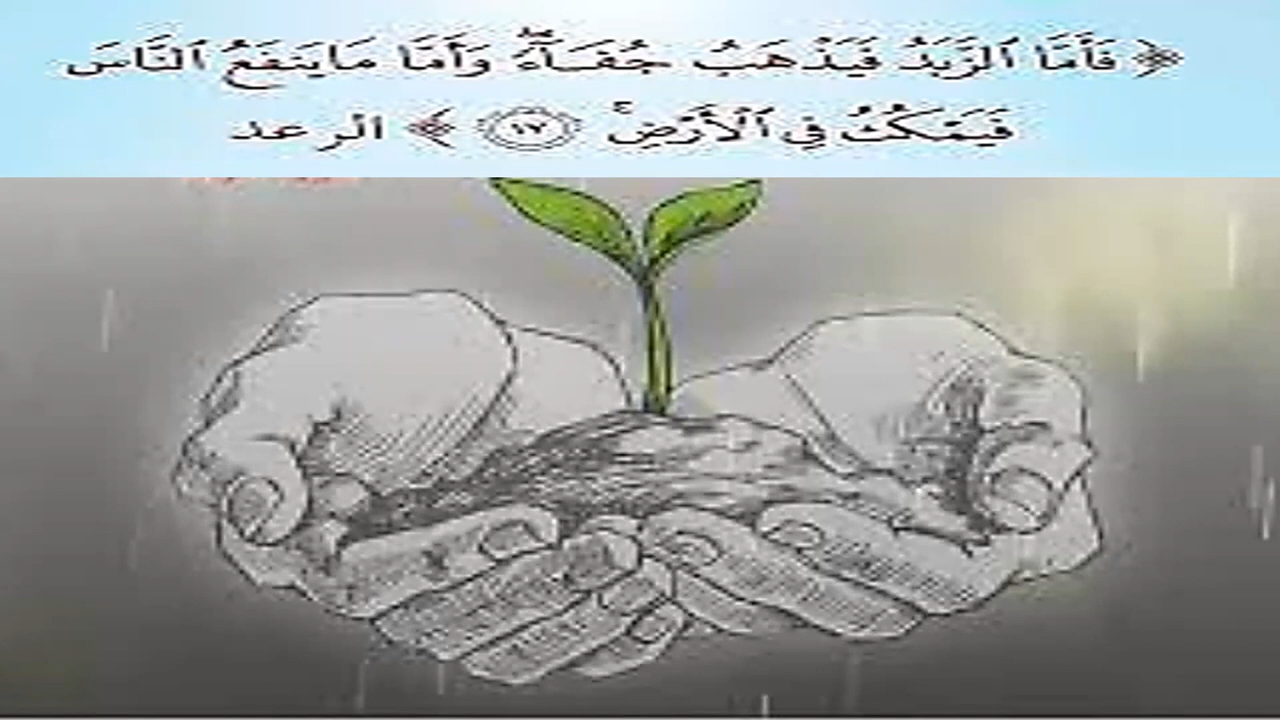 ﴿ فَأَمَّا ٱلزَّبَدُ فَيَذْهَبُ جُفَآءً ۖ وَأَمَّا مَا يَنفَعُ ٱلنَّاسَ
فَيَمْكُثُ فِى ٱلْأَرْضِ ۚ ١٧ ﴾ الرعد